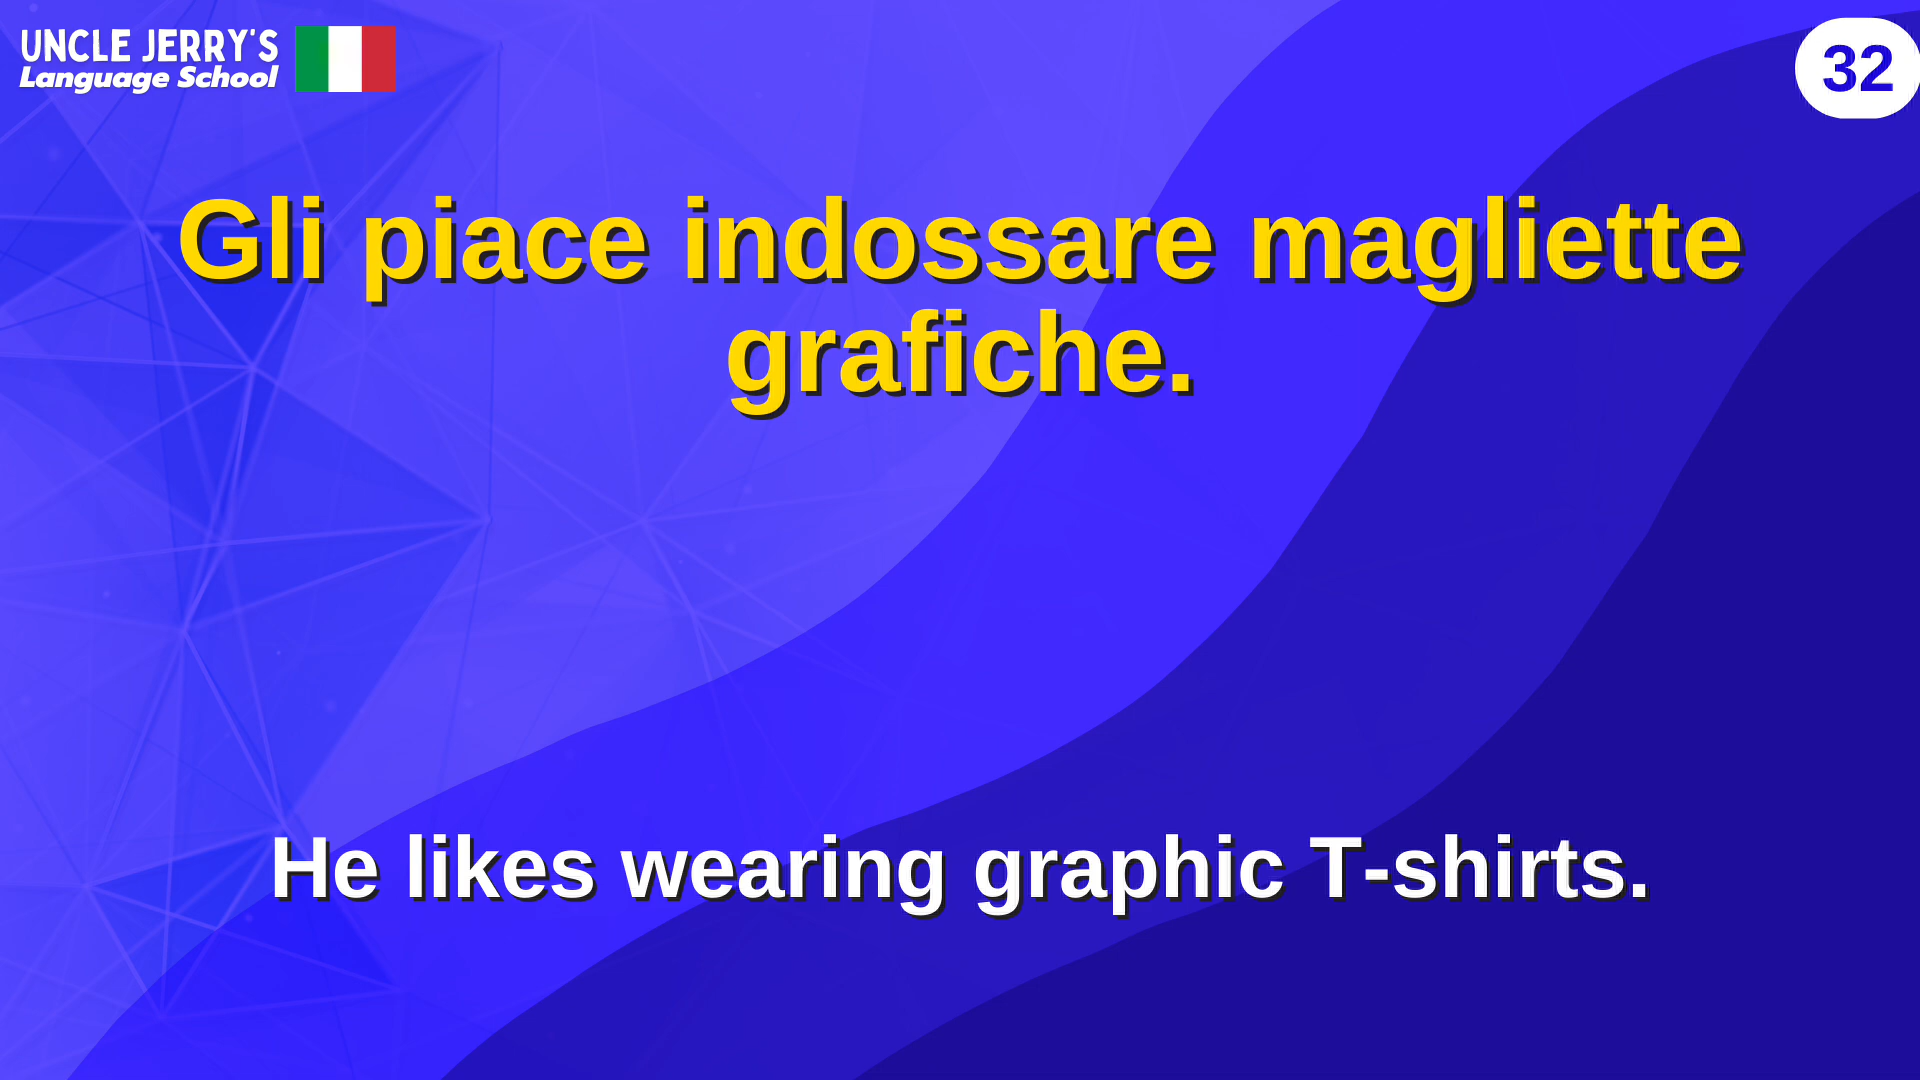 UNCLE JERRY'S
Language School
32
Gli piace indossare magliette
grafiche.
He likes wearing graphic T-shirts.